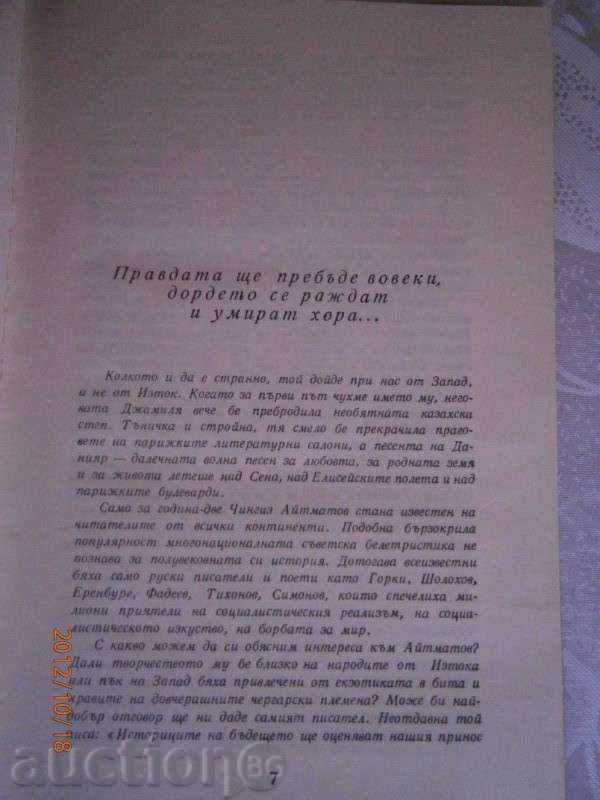 Правдата ще пребъде вовеки,
дордето се раждат
и умират хора...
Колкото и да е странно, той дойде при нас от Запад,
а не от Изток. Когато за първи път чухме името му, него-
вата Джамиля вече бе пребродила необятната казахска
степ. Тъничка и стройна, тя смело бе прекрачила праго-
вете на парижките литературни салони, а песента на Да-
нияр — далечната волна песен за любовта, за родната земя
и за живота летеше над Сена, над Елисейските полета и над
парижките булеварди.
Само за година-две Чингиз Айтматов стана известен на
читателите от всички континенти. Подобна бързокрила
популярност многонационалната съветска белетристика не
познава за полувековната си история. Дотогава всеизвестни
бяха само руски писатели и поети като Горки, Шолохов,
Еренбург, Фадеев, Тихонов, Симонов, които спечелиха ми-
лиони приятели на социалистическия реализъм, на социа-
листическото изкуство, на борбата за мир.
С какво можем да си обясним интереса към Айтматов?
Дали творчеството му бе близко на народите от Изтока
или пък на Запад бяха привлечени от екзотиката в бита и
нравите на довчерашните чергарски племена? Може би най-
добър отговор ще ни даде самият писател. Неотдавна той
писа: «Историците на бъдещето ще оценяват нашия принос
7
2012/10/18
auction BG